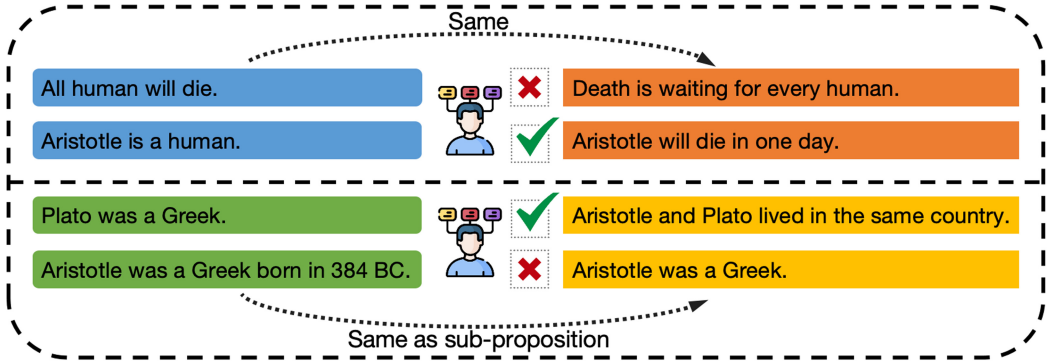 Same
All human will die.
Death is waiting for every human.
Aristotle is a human.
Aristotle will die in one day.
Plato was a Greek.
Aristotle and Plato lived in the same country.
Aristotle was a Greek born in 384 BC.
Aristotle was a Greek.
Same as sub-proposition